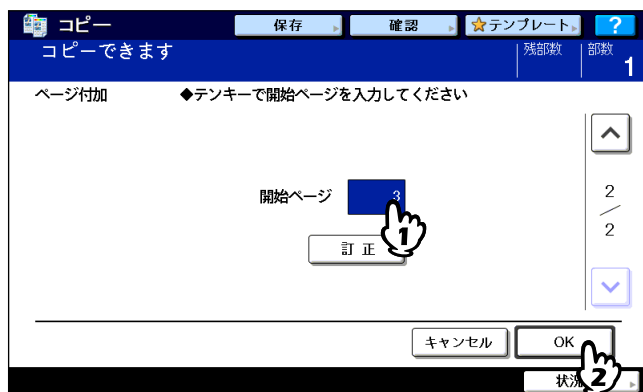 コピー 保存 確認 テンプレート ?
コピーできます 残部数 部数 1
ページ付加 ◆テンキーで開始ページを入力してください
開始ページ 3
1
訂正
2
/
2
キャンセル OK
2